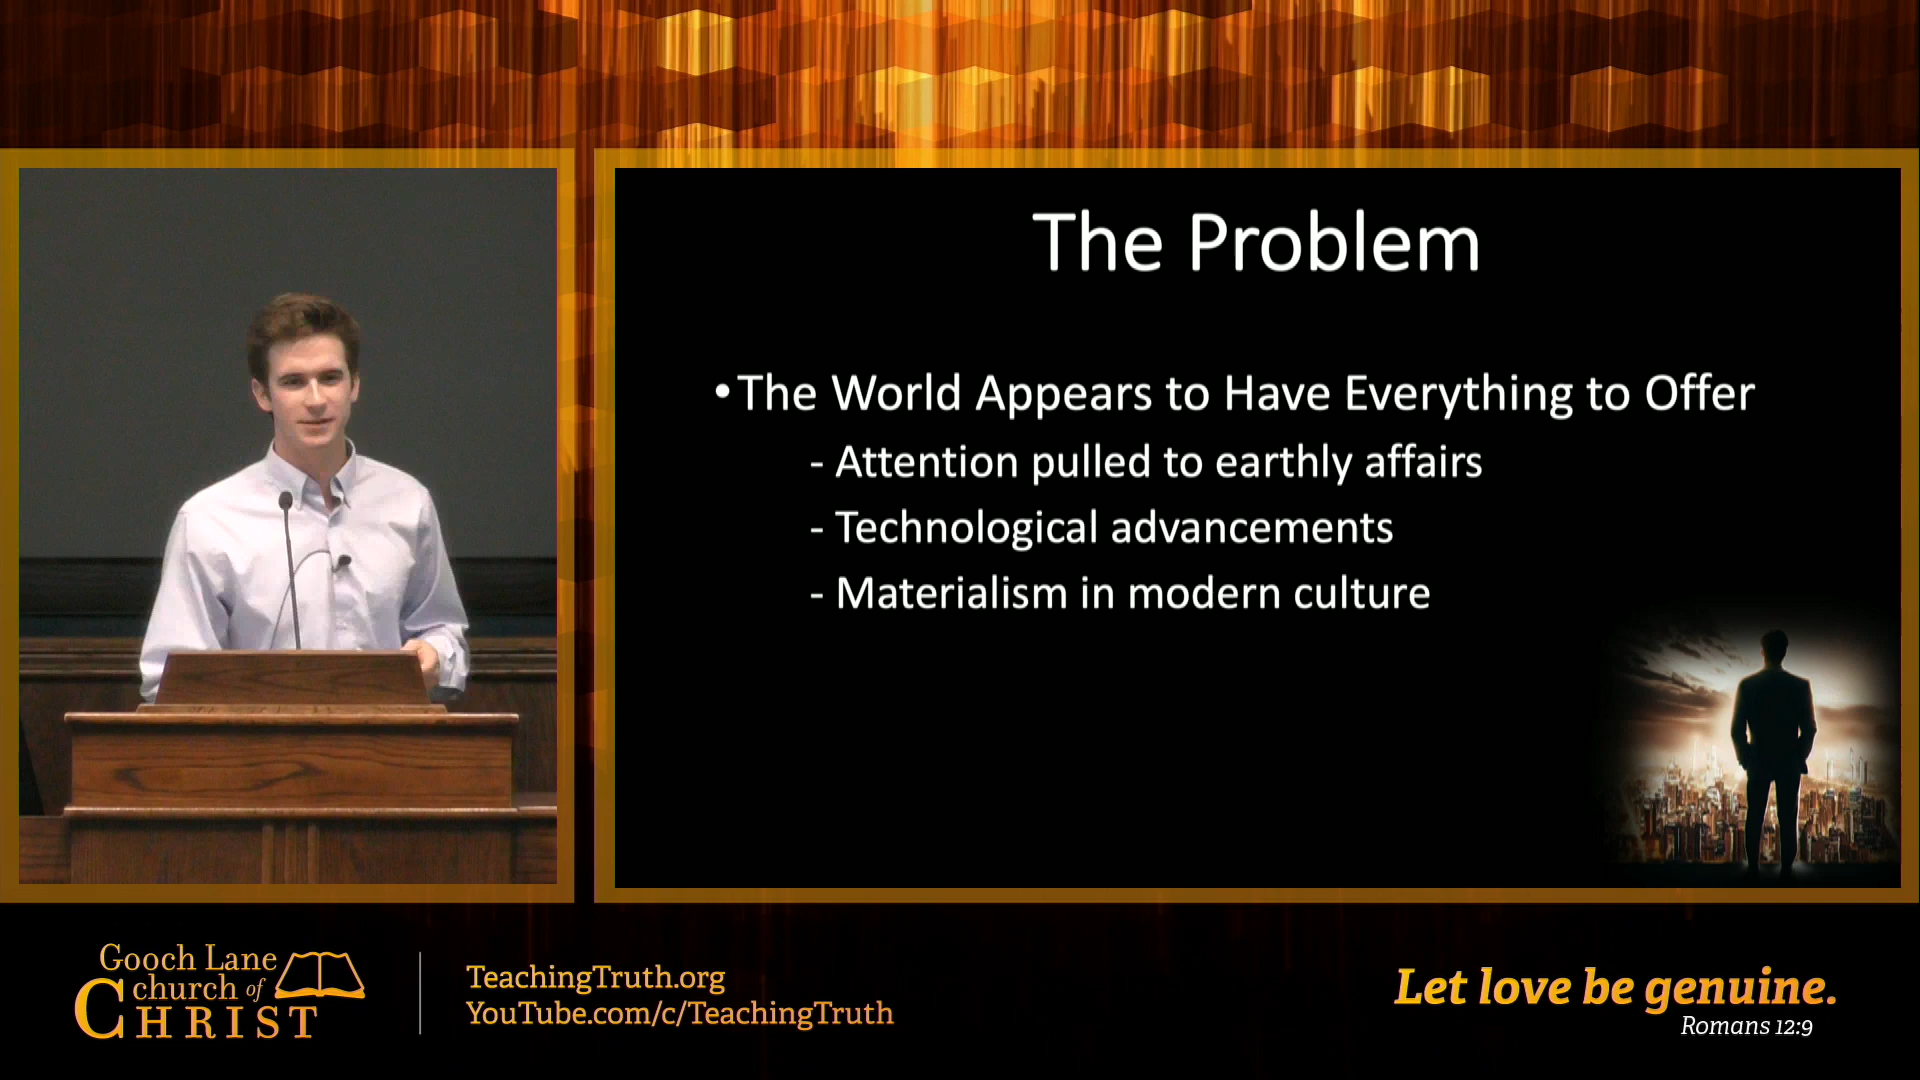 The Problem
•The World Appears to Have Everything to Offer
- Attention pulled to earthly affairs
- Technological advancements
- Materialism in modern culture
Gooch Lane
church of
CHRIST
TeachingTruth.org
YouTube.com/c/TeachingTruth
Let love be genuine.
Romans 12:9